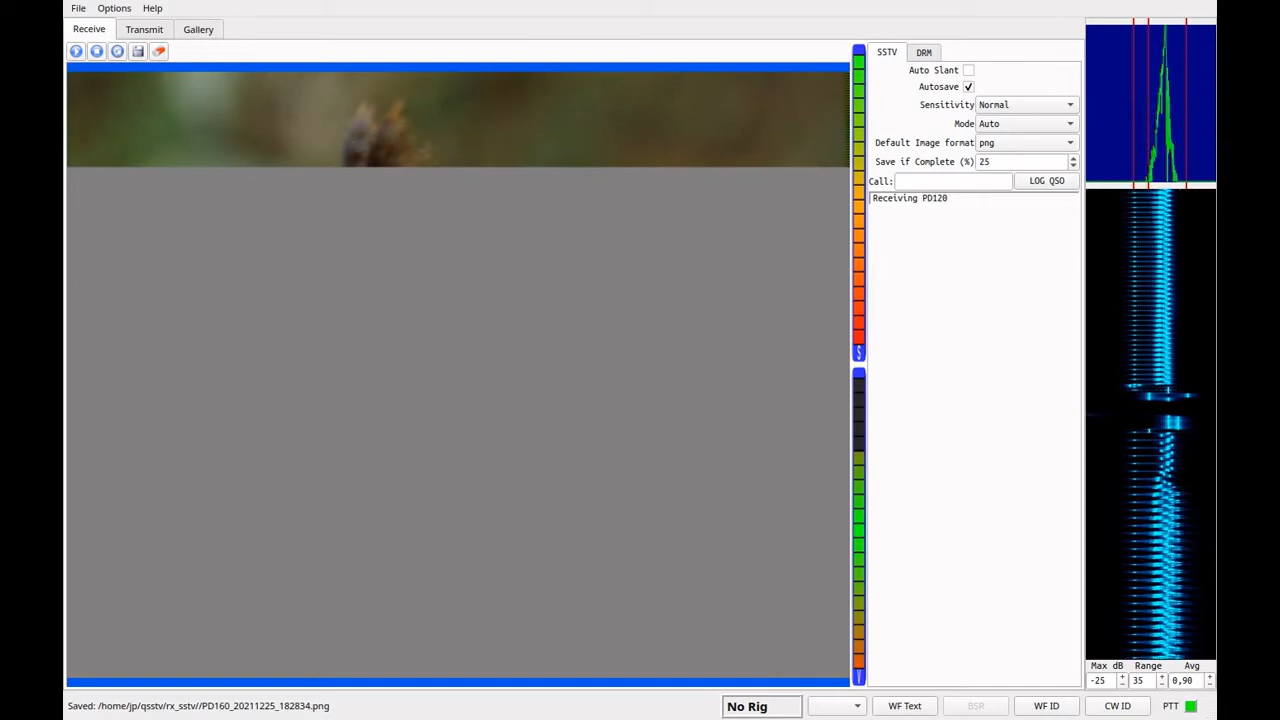 File Options Help
Receive Transmit Gallery
SSTV DRM
Auto Slant
Autosave
Sensitivity Normal
Mode Auto
Default Image format png
Save if Complete (%) 25
Call: LOG QSO
Receiving PD120
S
V
Max dB Range Avg
-25 35 0,90
Saved: /home/jp/qsstv/rx_sstv//PD160_20211225_182834.png No Rig WF Text BSR WF ID CW ID PTT